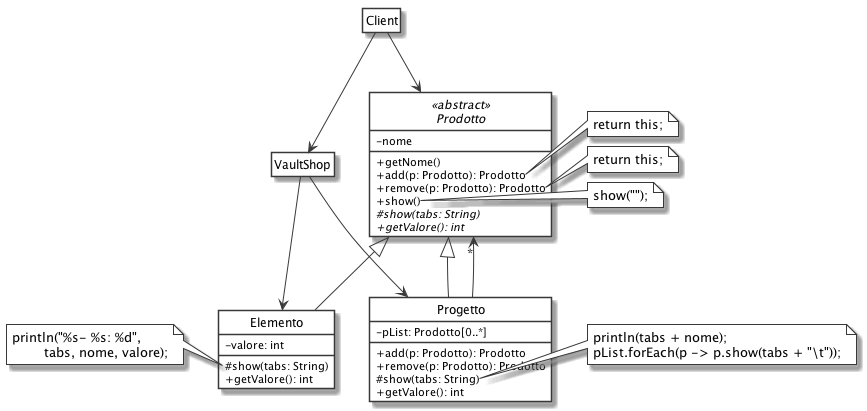 Client
«abstract»
Prodotto
-nome
+getNome()
+add(p: Prodotto): Prodotto
+remove(p: Prodotto): Prodotto
+show()
#show(tabs: String)
+getValore(): int
return this;
return this;
show("");
VaultShop
*
Elemento
-valore: int
#show(tabs: String)
+getValore(): int
println("%s- %s: %d",
tabs, nome, valore);
Progetto
-pList: Prodotto[0..*]
+add(p: Prodotto): Prodotto
+remove(p: Prodotto): Prodotto
#show(tabs: String)
+getValore(): int
println(tabs + nome);
pList.forEach(p -> p.show(tabs + "\t"));